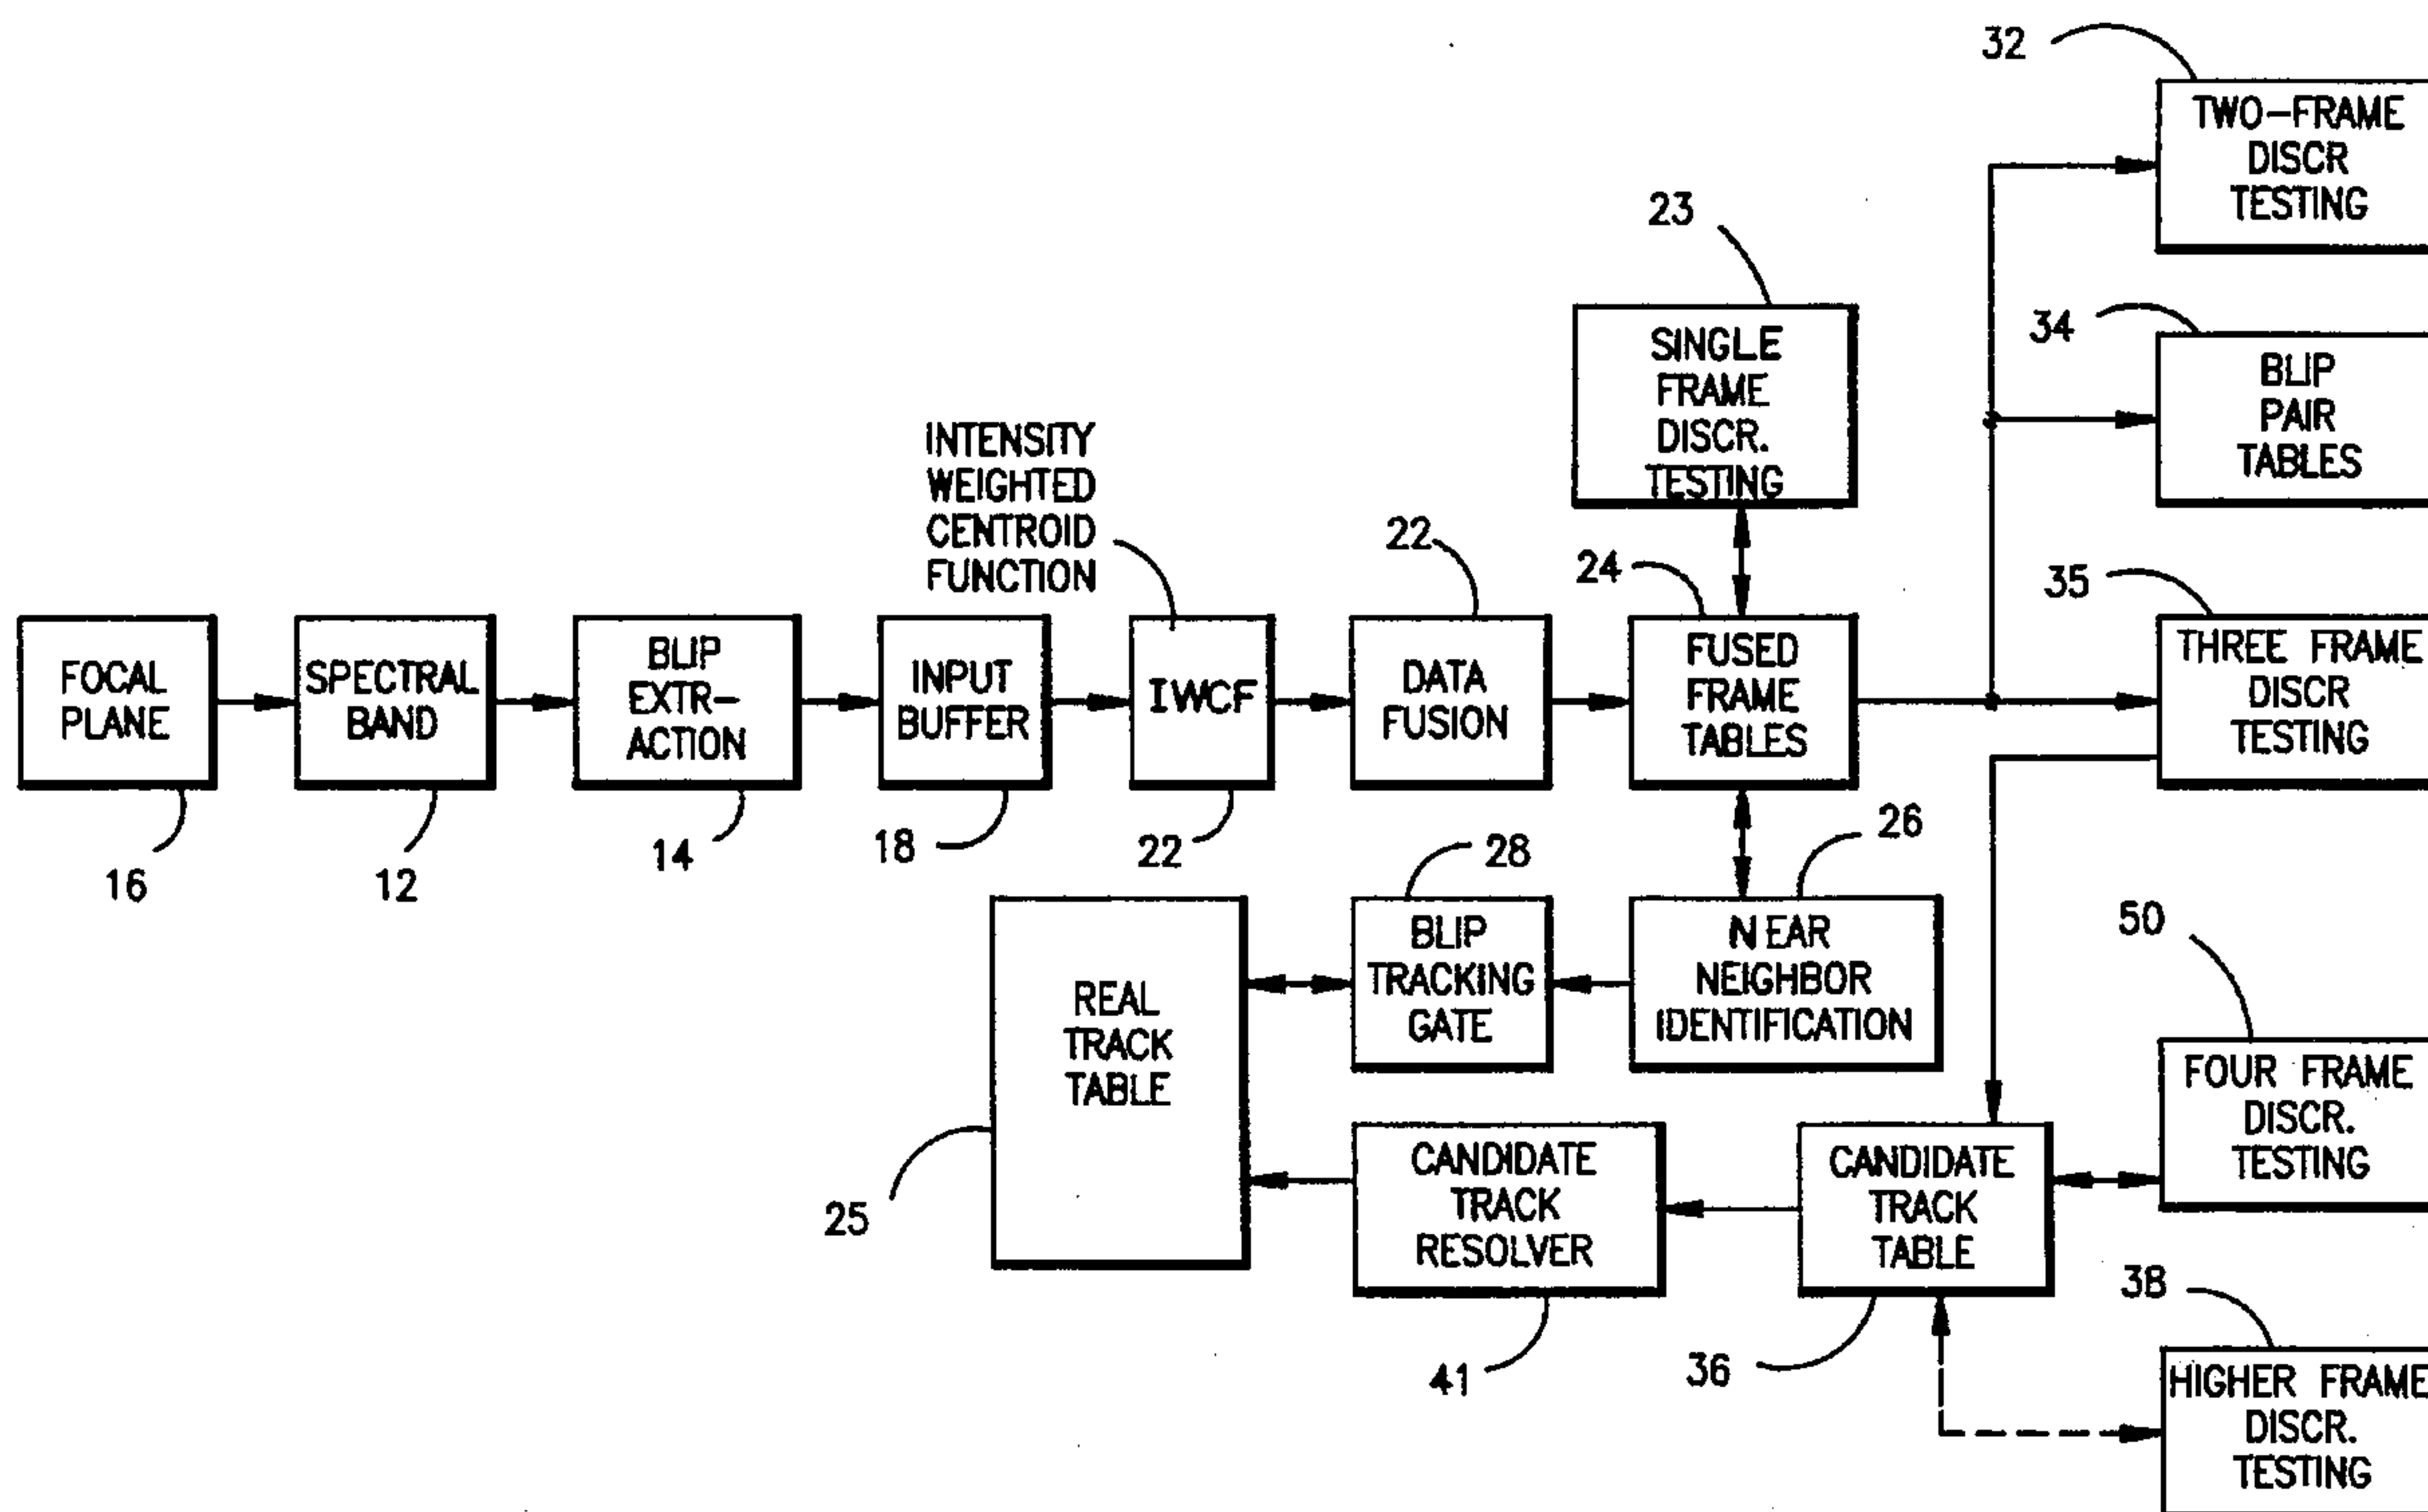 32
TWO-FRAME
DISCR
TESTING
23
SINGLE
FRAME
DISCR.
TESTING
34
BLIP
PAIR
TABLES
INTENSITY
WEIGHTED
CENTROID
FUNCTION
22
24
35
FOCAL
PLANE
SPECTRAL
BAND
BLIP
EXTR-
ACTION
INPUT
BUFFER
IWCF
DATA
FUSION
FUSED
FRAME
TABLES
THREE FRAME
DISCR
TESTING
16
12
14
18
22
28
26
REAL
TRACK
TABLE
BLIP
TRACKING
GATE
NEAR
NEIGHBOR
IDENTIFICATION
50
FOUR FRAME
DISCR.
TESTING
25
CANDIDATE
TRACK
RESOLVER
CANDIDATE
TRACK
TABLE
41
36
38
HIGHER FRAME
DISCR.
TESTING